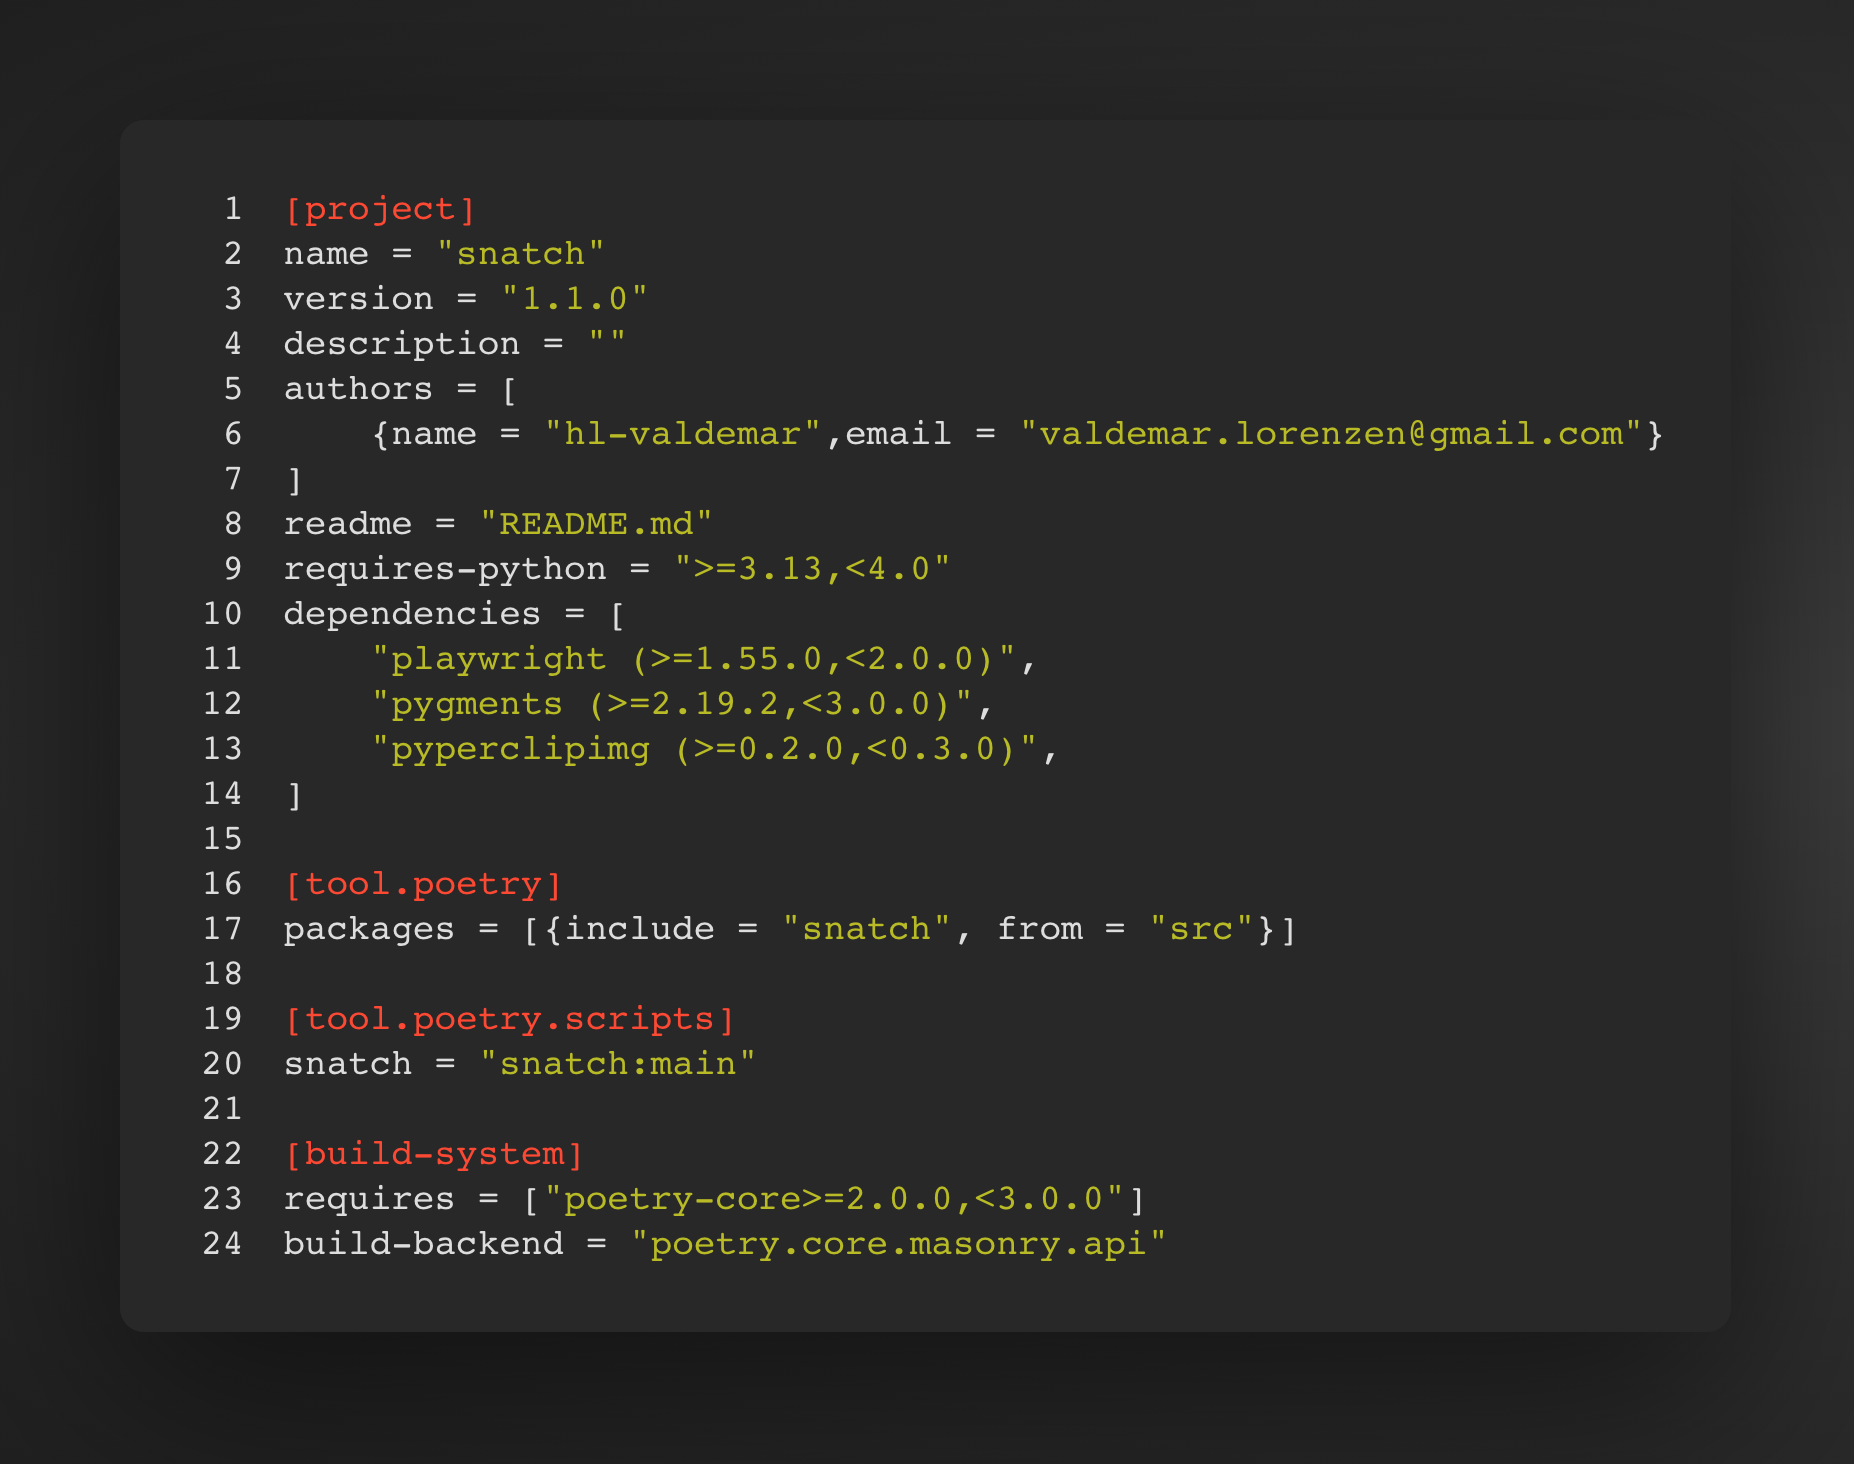 1 [project]
2 name = "snatch"
3 version = "1.1.0"
4 description = ""
5 authors = [
6     {name = "hl-valdemar",email = "valdemar.lorenzen@gmail.com"}
7 ]
8 readme = "README.md"
9 requires-python = ">=3.13,<4.0"
10 dependencies = [
11     "playwright (>=1.55.0,<2.0.0)",
12     "pygments (>=2.19.2,<3.0.0)",
13     "pyperclipimg (>=0.2.0,<0.3.0)",
14 ]
15
16 [tool.poetry]
17 packages = [{include = "snatch", from = "src"}]
18
19 [tool.poetry.scripts]
20 snatch = "snatch:main"
21
22 [build-system]
23 requires = ["poetry-core>=2.0.0,<3.0.0"]
24 build-backend = "poetry.core.masonry.api"